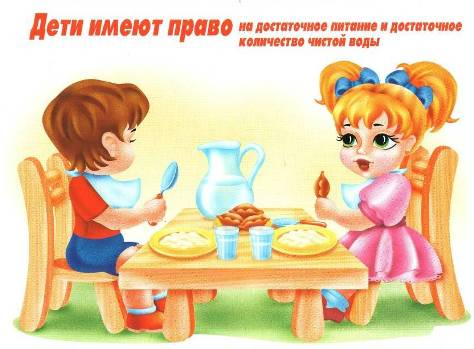 Дети имеют право на достаточное питание и достаточное
количество чистой воды